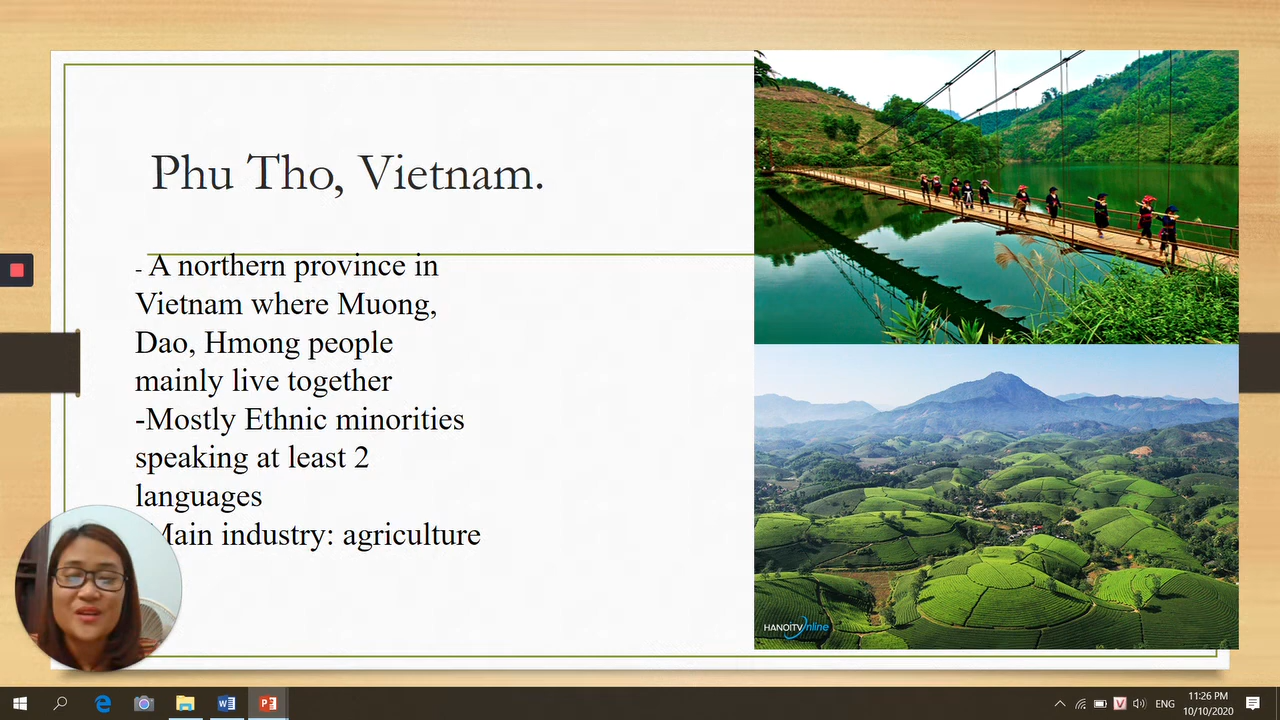 Phu Tho, Vietnam.
- A northern province in
Vietnam where Muong,
Dao, Hmong people
mainly live together
-Mostly Ethnic minorities
speaking at least 2
languages
Main industry: agriculture
HANOITV Online
ENG
11:26 PM
10/10/2020